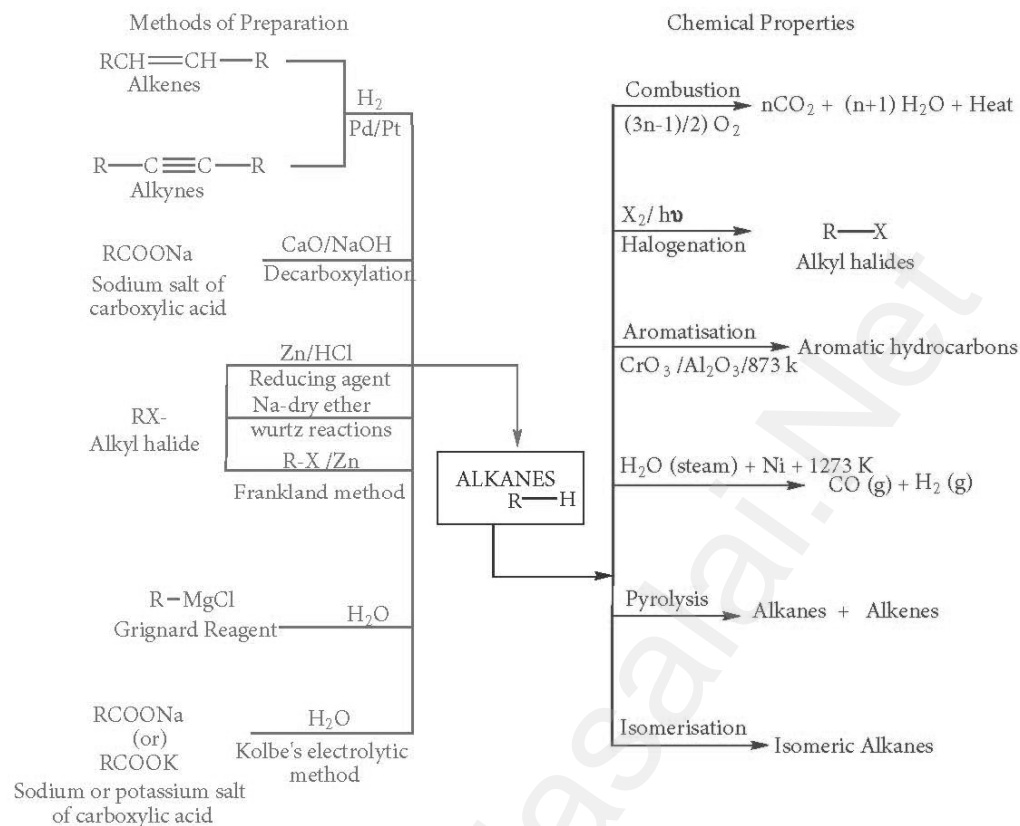 Methods of Preparation
RCH=CH—R
Alkenes
H₂
Pd/Pt
R—C≡C—R
Alkynes
RCOONa
Sodium salt of
carboxylic acid
CaO/NaOH
Decarboxylation
RX-
Alkyl halide
Zn/HCl
Reducing agent
Na-dry ether
wurtz reactions
R-X /Zn
Frankland method
R–MgCl
Grignard Reagent
H₂O
RCOONa
(or)
RCOOK
Sodium or potassium salt
of carboxylic acid
H₂O
Kolbe's electrolytic
method
ALKANES
R—H
Chemical Properties
Combustion
(3n-1)/2) O₂
nCO₂ + (n+1) H₂O + Heat
X₂/ hυ
Halogenation
R—X
Alkyl halides
Aromatisation
CrO₃ /Al₂O₃/873 k
Aromatic hydrocarbons
H₂O (steam) + Ni + 1273 K
CO (g) + H₂ (g)
Pyrolysis
Alkanes + Alkenes
Isomerisation
Isomeric Alkanes